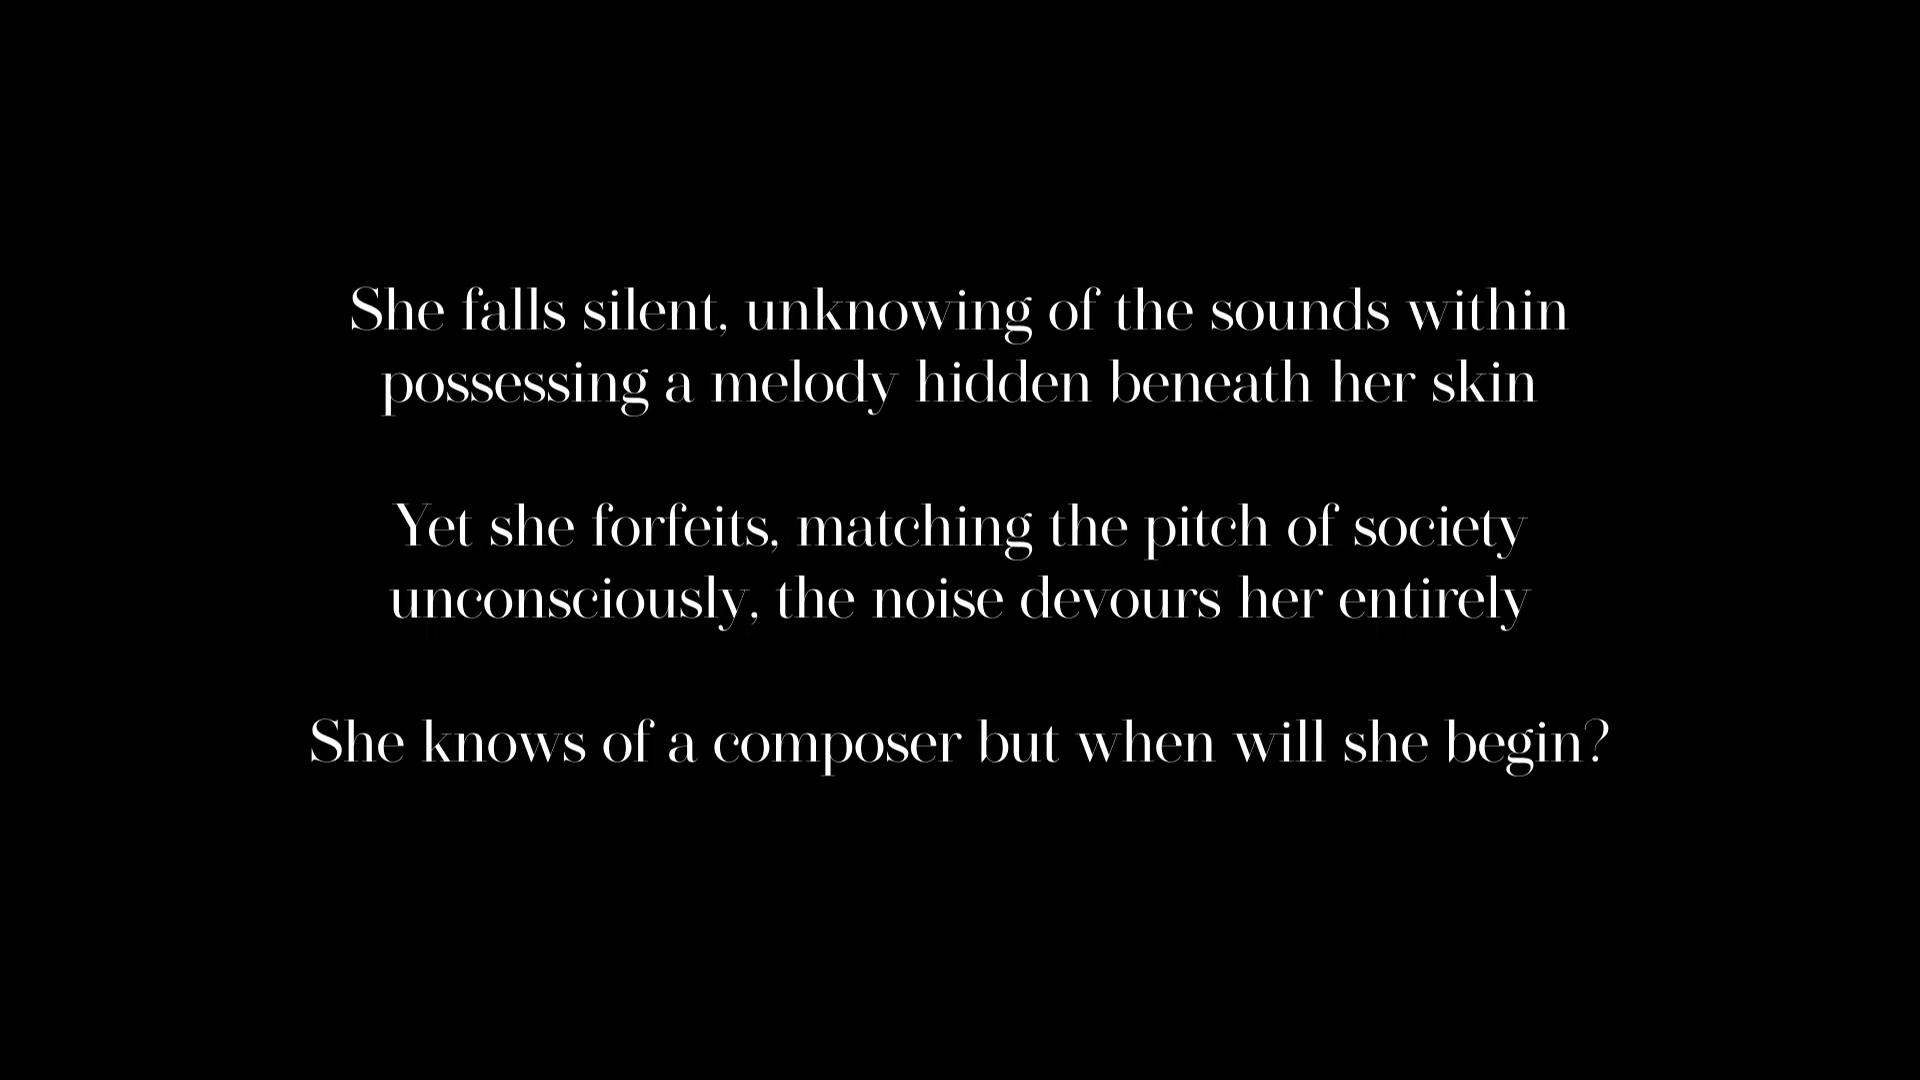 She falls silent, unknowing of the sounds within
possessing a melody hidden beneath her skin
Yet she forfeits, matching the pitch of society
unconsciously, the noise devours her entirely
She knows of a composer but when will she begin?